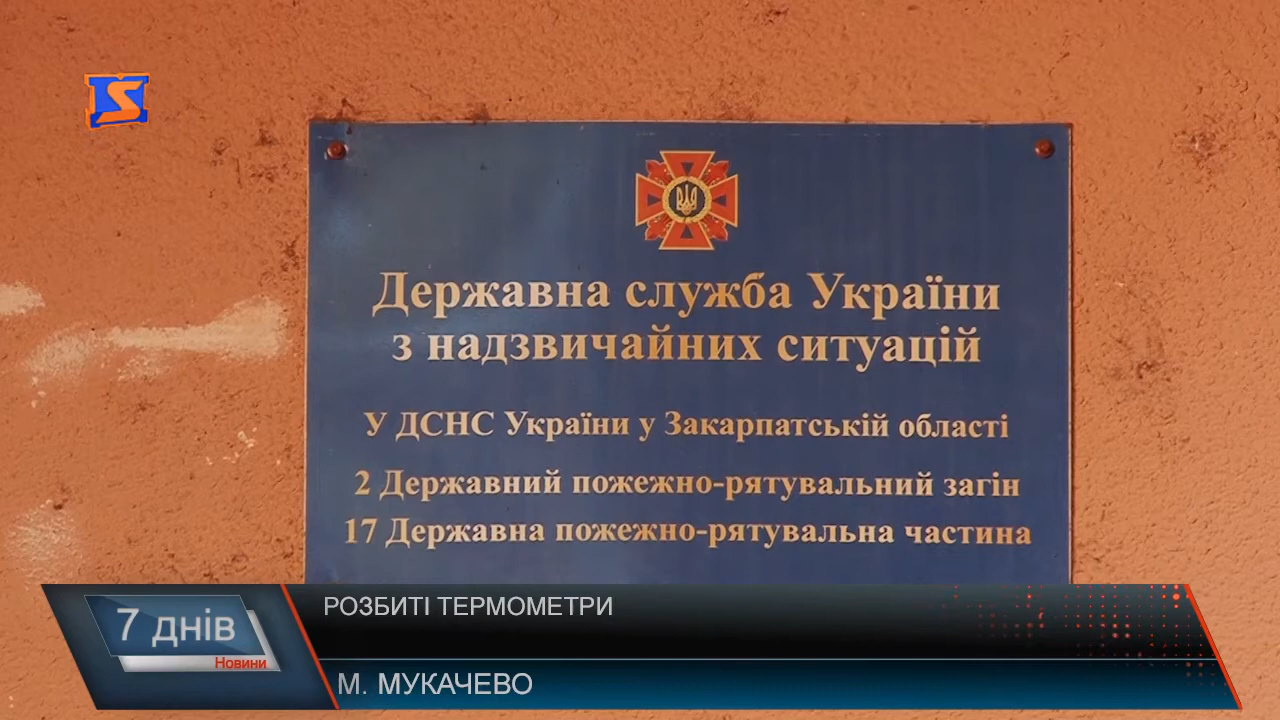 Державна служба України
з надзвичайних ситуацій
У ДСНС України у Закарпатській області
2 Державний пожежно-рятувальний загін
17 Державна пожежно-рятувальна частина
7 днів
Новини
РОЗБИТІ ТЕРМОМЕТРИ
М. МУКАЧЕВО